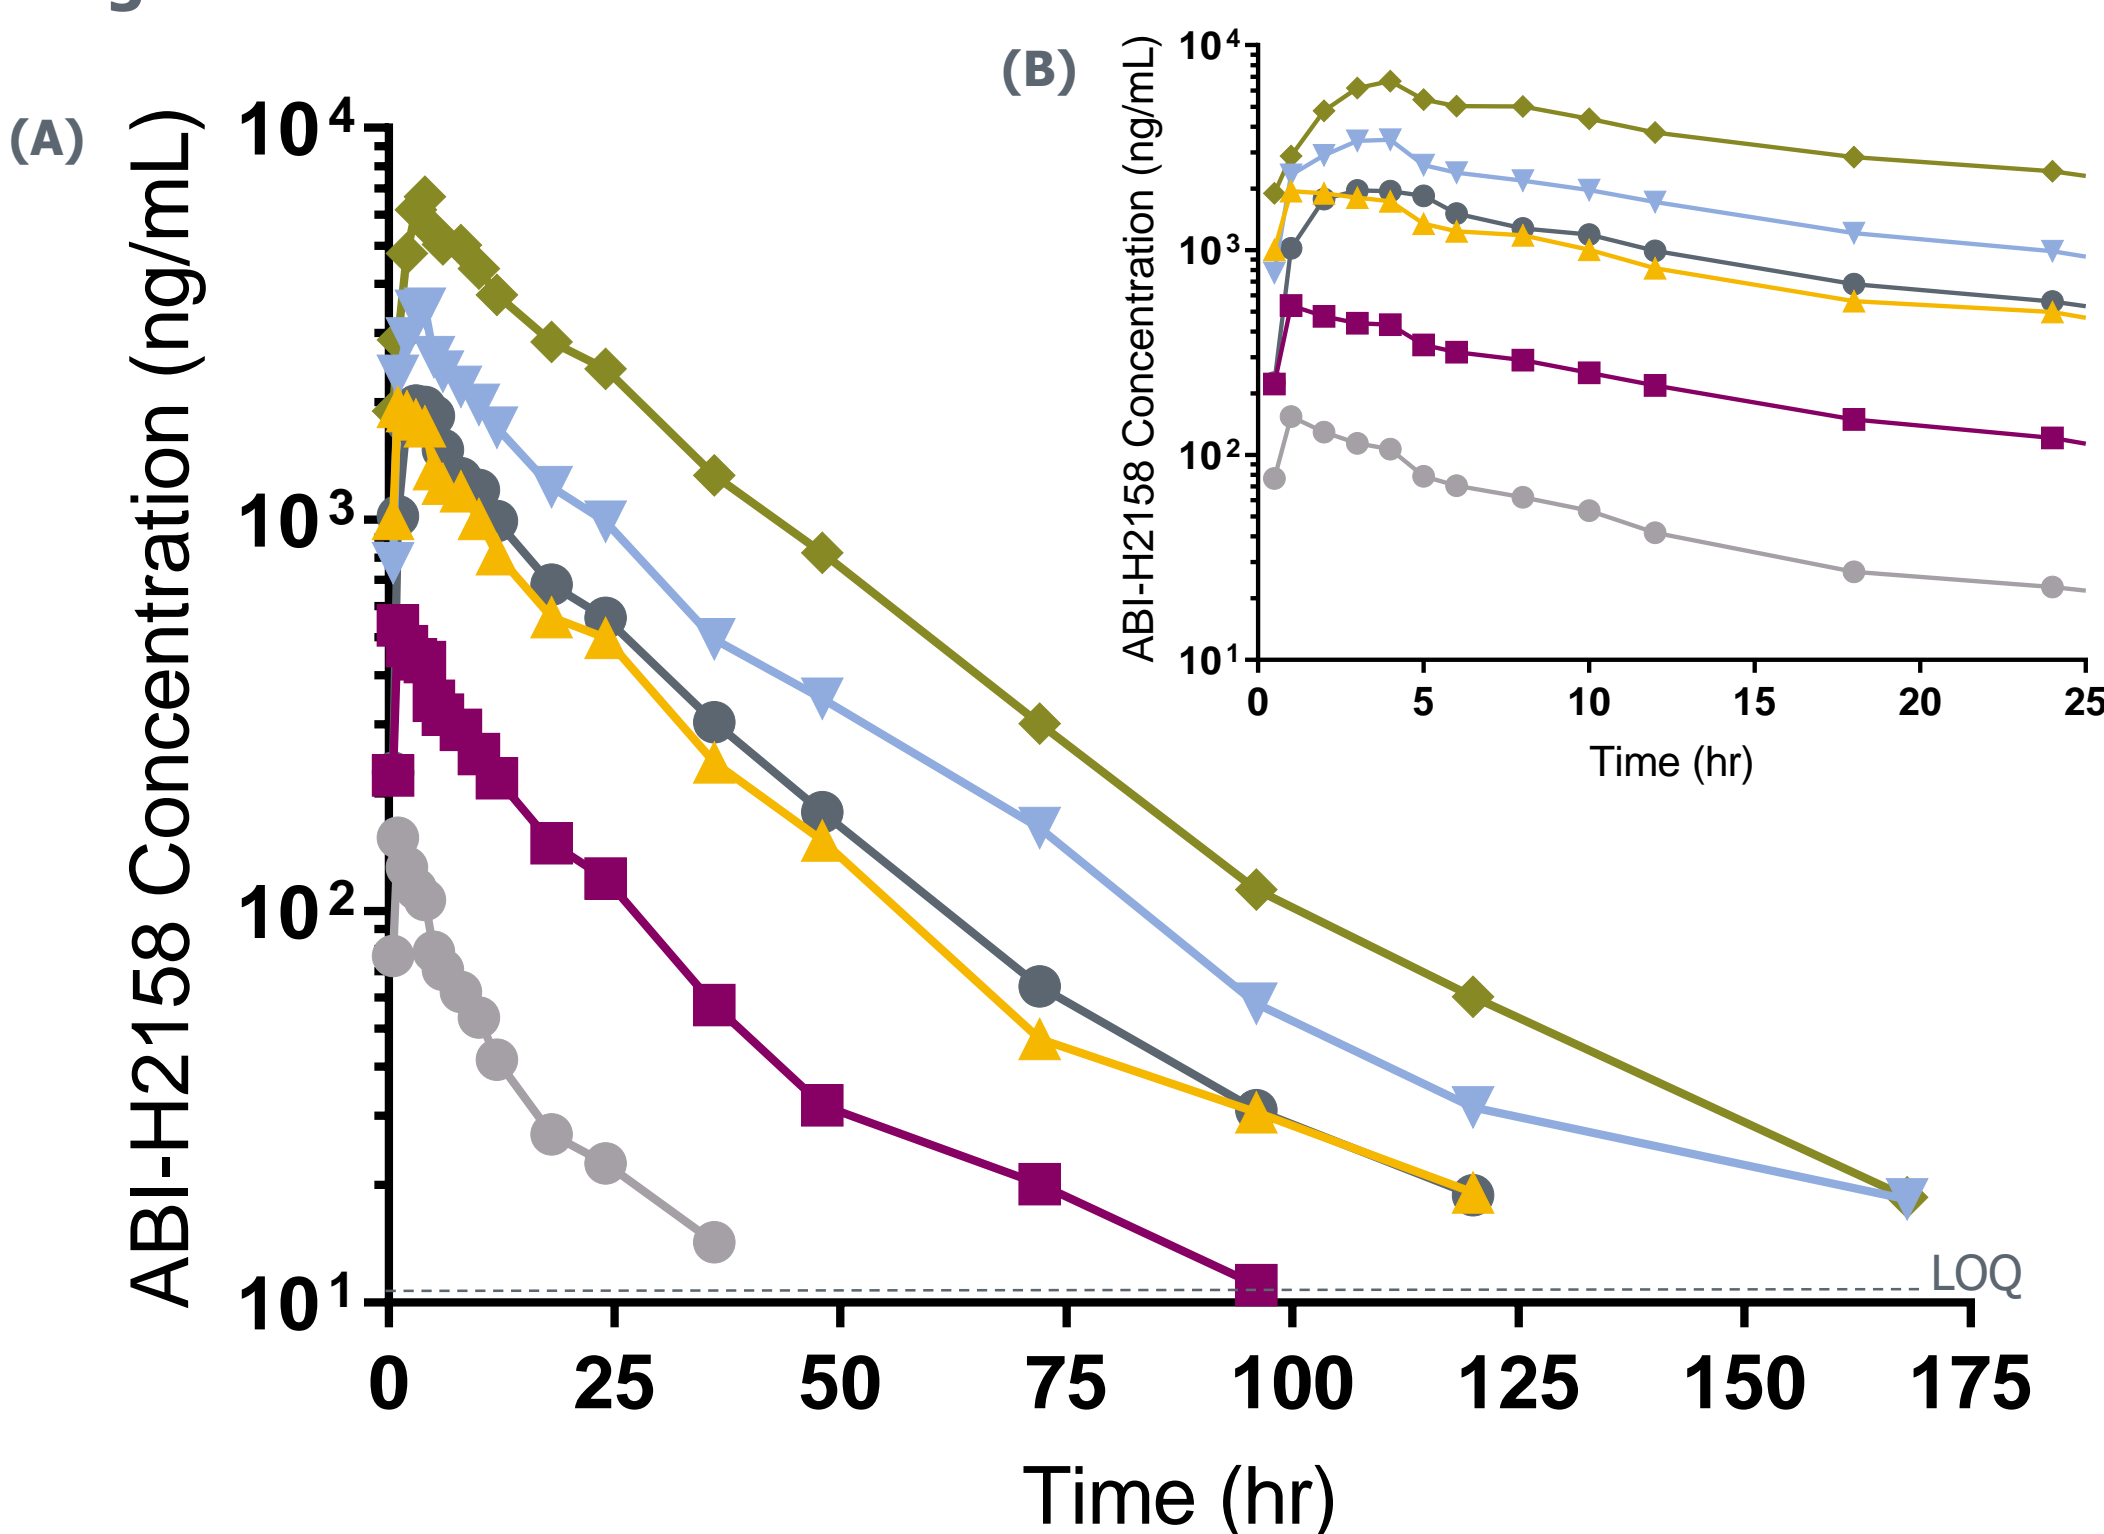 (A)
ABI-H2158 Concentration (ng/mL)
10⁴
10³
10²
10¹
0 25 50 75 100 125 150 175
Time (hr)
LOQ
(B)
ABI-H2158 Concentration (ng/mL)
10⁴
10³
10²
10¹
0 5 10 15 20 25
Time (hr)